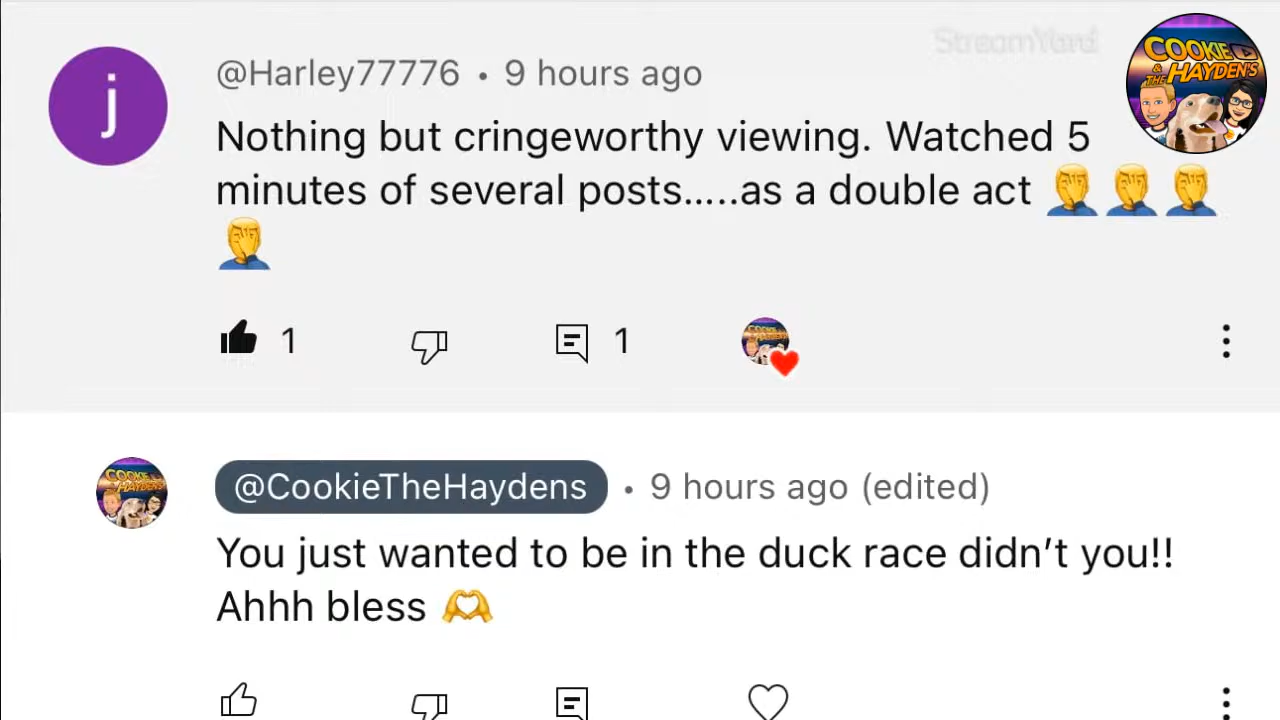 StreamYard
COOKIE
& THE HAYDEN'S
j
@Harley77776 • 9 hours ago
Nothing but cringeworthy viewing. Watched 5
minutes of several posts.....as a double act 🤦‍♂️🤦‍♂️🤦‍♂️
🤦‍♂️
1 1
@CookieTheHaydens • 9 hours ago (edited)
You just wanted to be in the duck race didn’t you!!
Ahhh bless 🫶